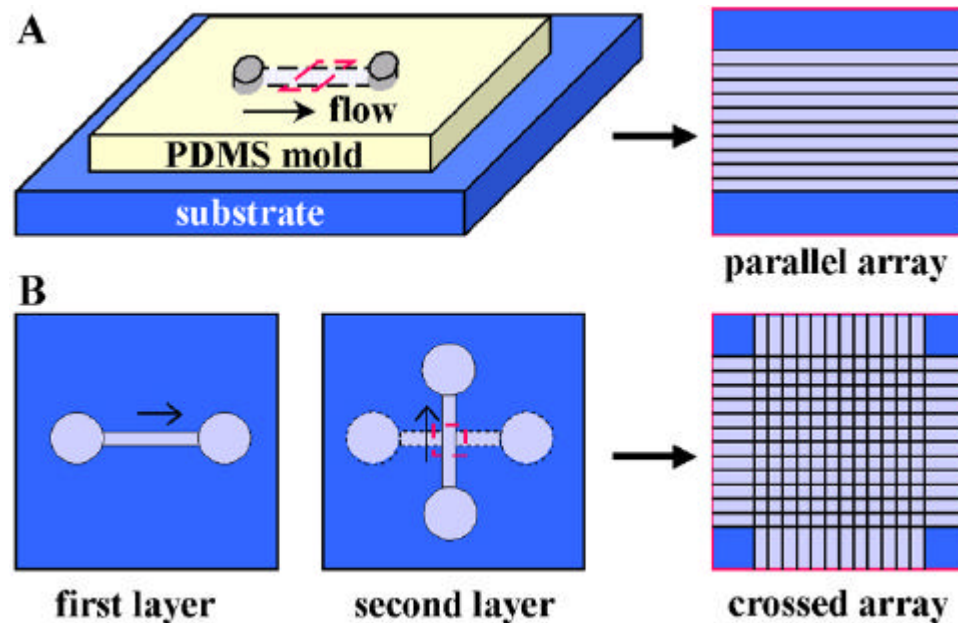 A
flow
PDMS mold
substrate
parallel array
B
first layer
second layer
crossed array